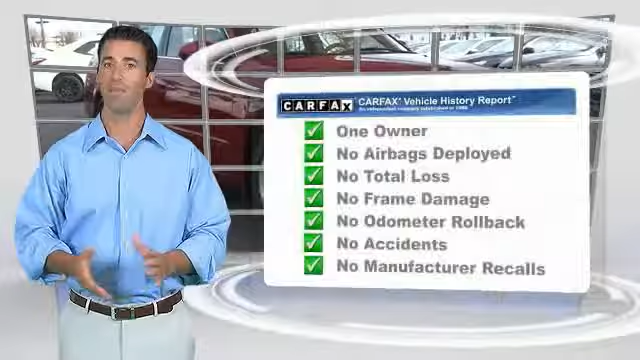 CARFAX CARFAX® Vehicle History Report™
One Owner
No Airbags Deployed
No Total Loss
No Frame Damage
No Odometer Rollback
No Accidents
No Manufacturer Recalls